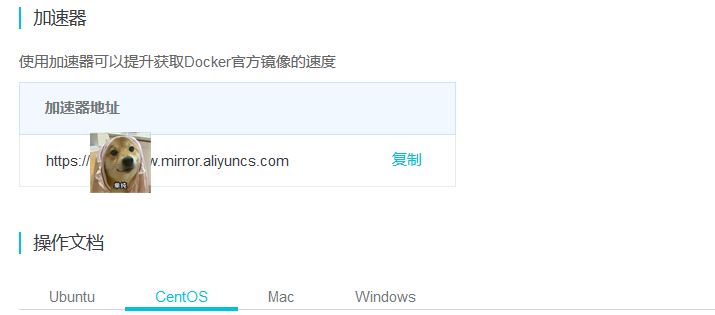 加速器
使用加速器可以提升获取Docker官方镜像的速度
加速器地址
https:// w.mirror.aliyuncs.com 复制
单纯
操作文档
Ubuntu CentOS Mac Windows